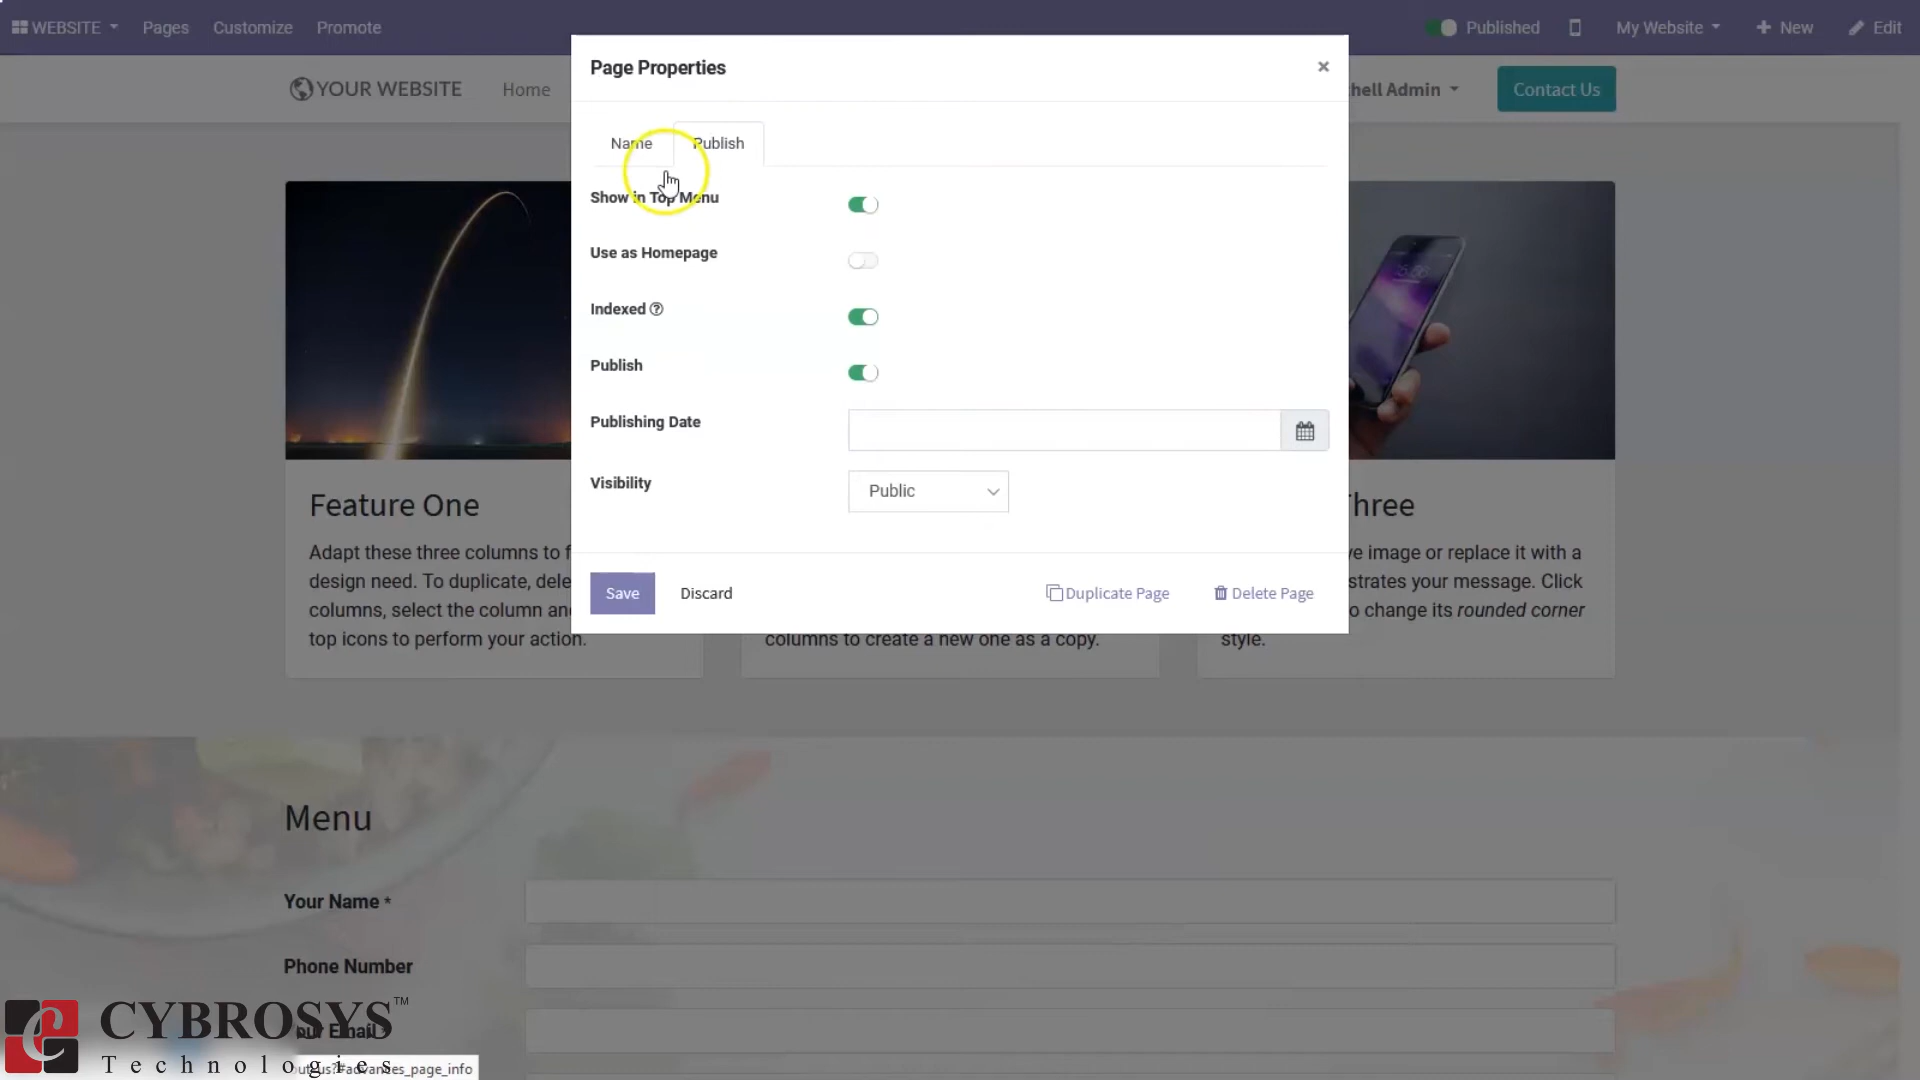 WEBSITE Pages Customize Promote Published My Website New Edit
YOUR WEBSITE Home Admin Contact Us
Page Properties ×
Name Publish
Show in Top Menu
Use as Homepage
Indexed
Publish
Publishing Date
Visibility Public
Save Discard Duplicate Page Delete Page
Feature One
Adapt these three columns to
design need. To duplicate,
columns, select the column
top icons to perform your action.
columns to create a new one as a copy.
image or replace it with a
your message. Click
to change its rounded corner
style.
Menu
Your Name *
Phone Number
Email
CYBROSYS™
Technologies